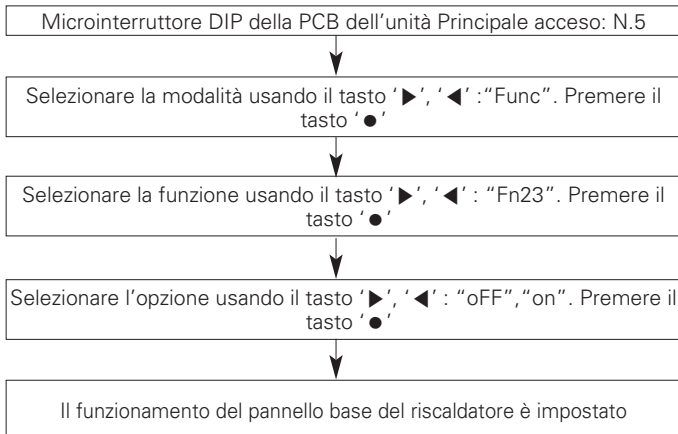 Microinterruttore DIP della PCB dell'unità Principale acceso: N.5
Selezionare la modalità usando il tasto ‘▶’, ‘◀’ :“Func”. Premere il
tasto ‘●’
Selezionare la funzione usando il tasto ‘▶’, ‘◀’ : “Fn23”. Premere il
tasto ‘●’
Selezionare l’opzione usando il tasto ‘▶’, ‘◀’ : “oFF”,“on”. Premere il
tasto ‘●’
Il funzionamento del pannello base del riscaldatore è impostato